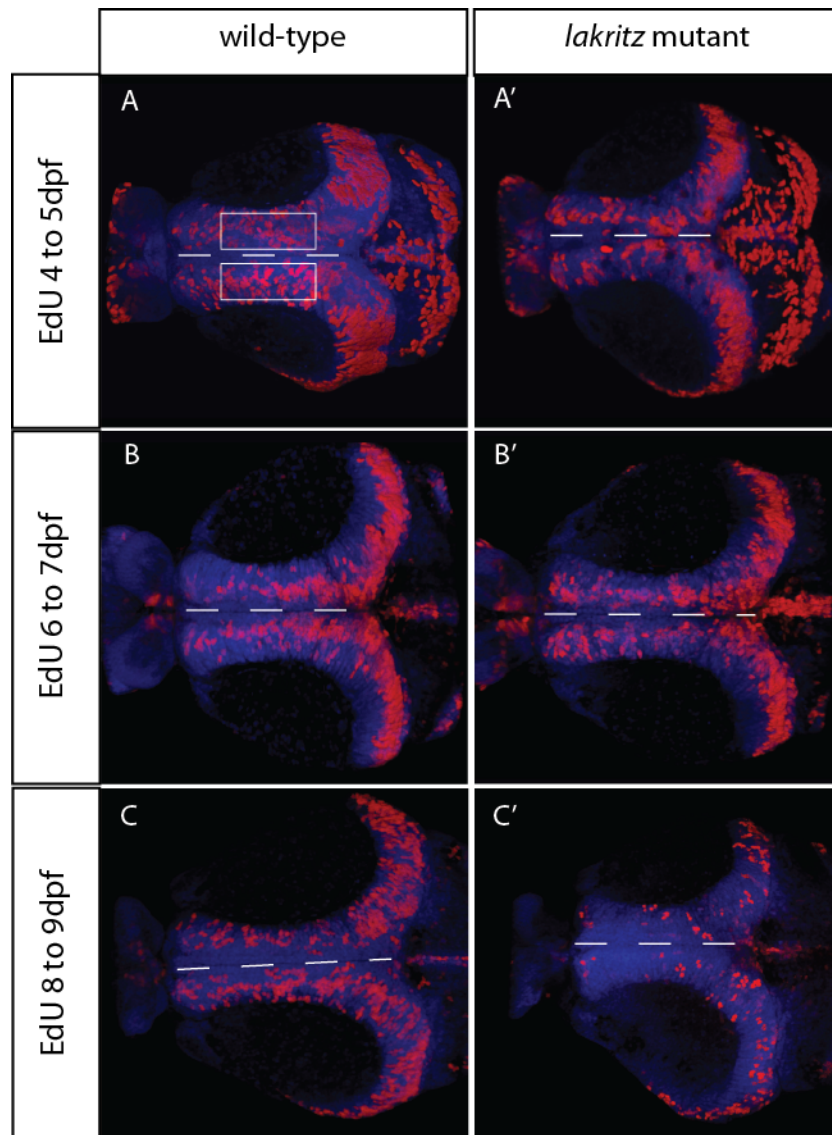 wild-type
lakritz mutant
EdU 4 to 5dpf
A
A'
EdU 6 to 7dpf
B
B'
EdU 8 to 9dpf
C
C'